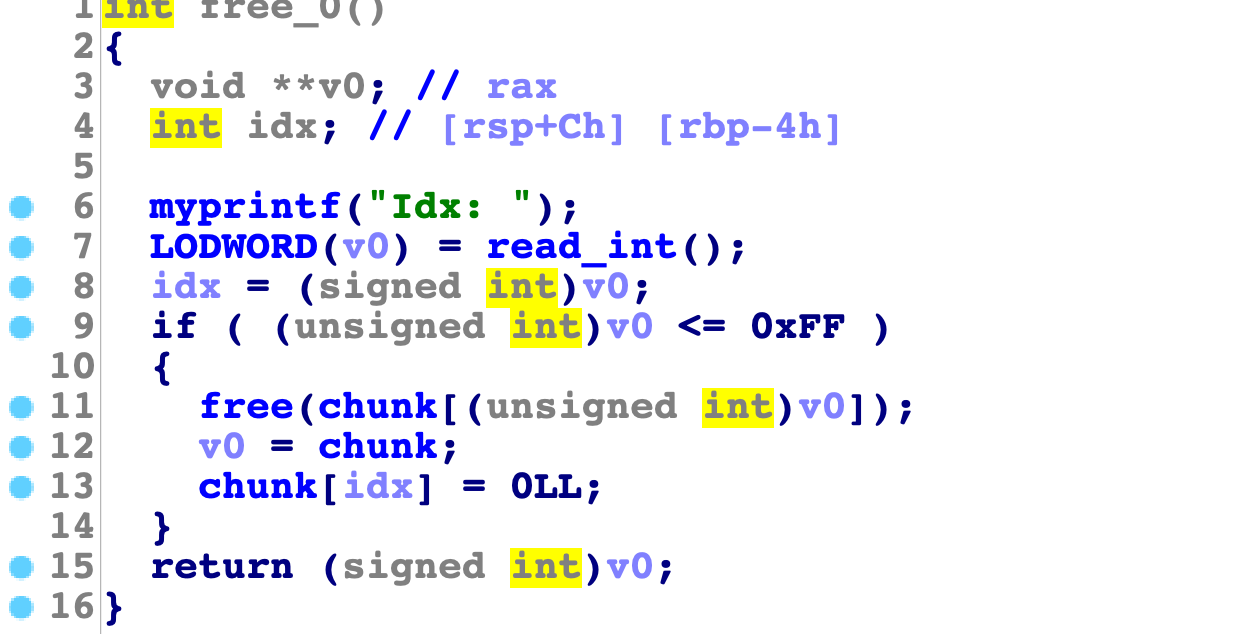 1 int free_0()
2 {
3 void **v0; // rax
4 int idx; // [rsp+Ch] [rbp-4h]
5
6 myprintf("Idx: ");
7 LODWORD(v0) = read_int();
8 idx = (signed int)v0;
9 if ( (unsigned int)v0 <= 0xFF )
10 {
11 free(chunk[(unsigned int)v0]);
12 v0 = chunk;
13 chunk[idx] = 0LL;
14 }
15 return (signed int)v0;
16 }